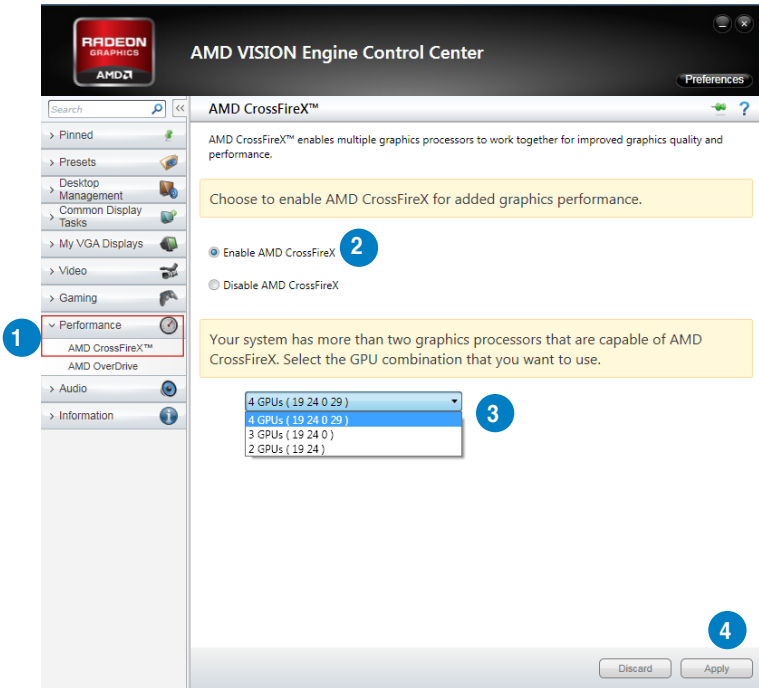 RADEON
GRAPHICS
AMD
AMD VISION Engine Control Center
Preferences
Search
<<
AMD CrossFireX™
?
> Pinned
> Presets
> Desktop
Management
> Common Display
Tasks
> My VGA Displays
> Video
> Gaming
1
Performance
AMD CrossFireX™
AMD OverDrive
> Audio
> Information
AMD CrossFireX™ enables multiple graphics processors to work together for improved graphics quality and
performance.
Choose to enable AMD CrossFireX for added graphics performance.
Enable AMD CrossFireX
2
Disable AMD CrossFireX
Your system has more than two graphics processors that are capable of AMD
CrossFireX. Select the GPU combination that you want to use.
4 GPUs ( 19 24 0 29 )
4 GPUs ( 19 24 0 29 )
3 GPUs ( 19 24 0 )
2 GPUs ( 19 24 )
3
4
Discard
Apply